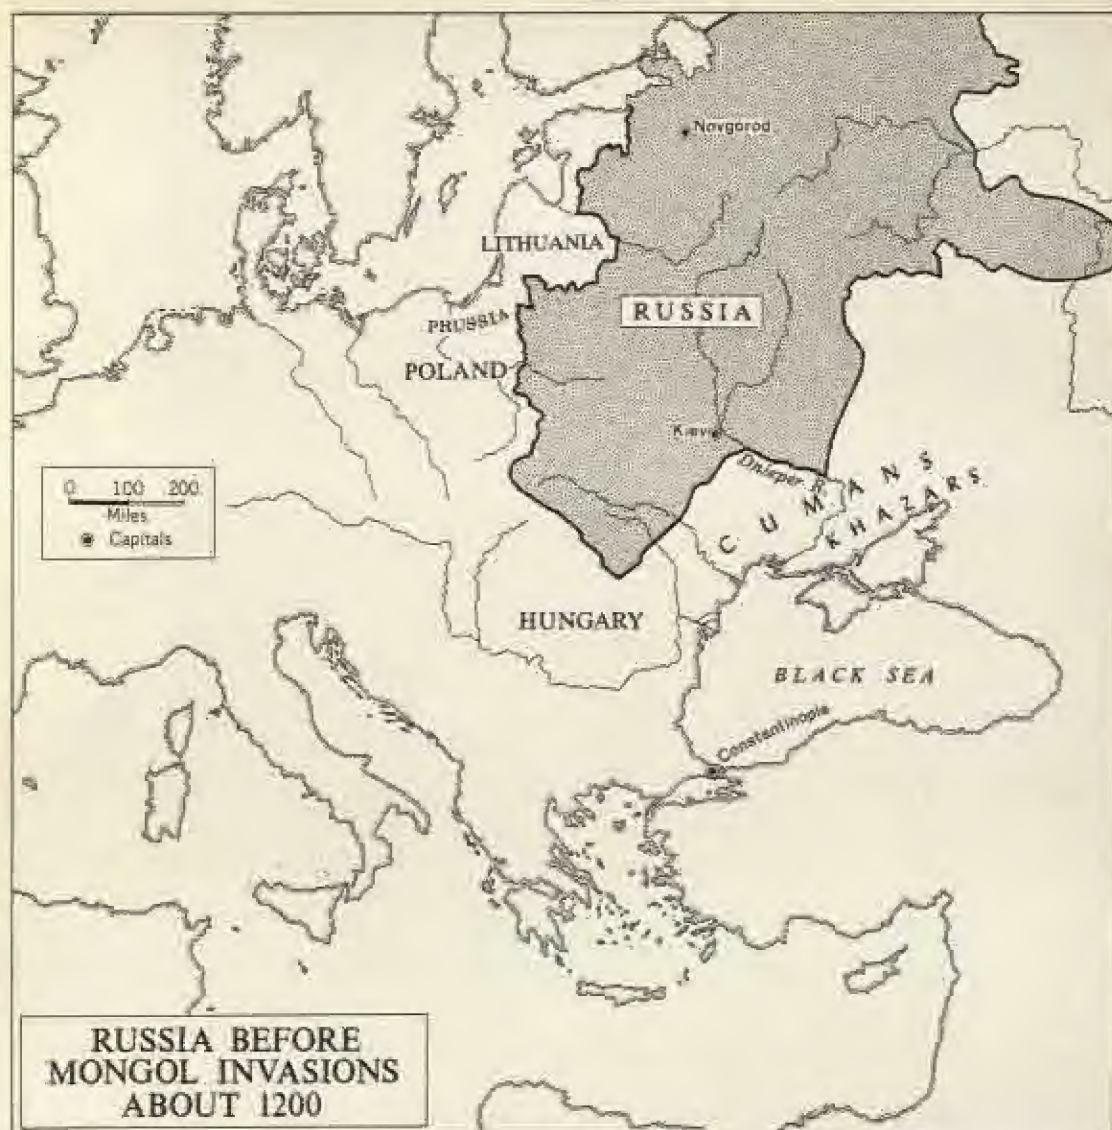 Novgorod
LITHUANIA
RUSSIA
PRUSSIA
POLAND
Kiev
Dnieper R.
CUMANS
KHAZARS
0 100 200
Miles
Capitals
HUNGARY
BLACK SEA
Constantinople
RUSSIA BEFORE
MONGOL INVASIONS
ABOUT 1200